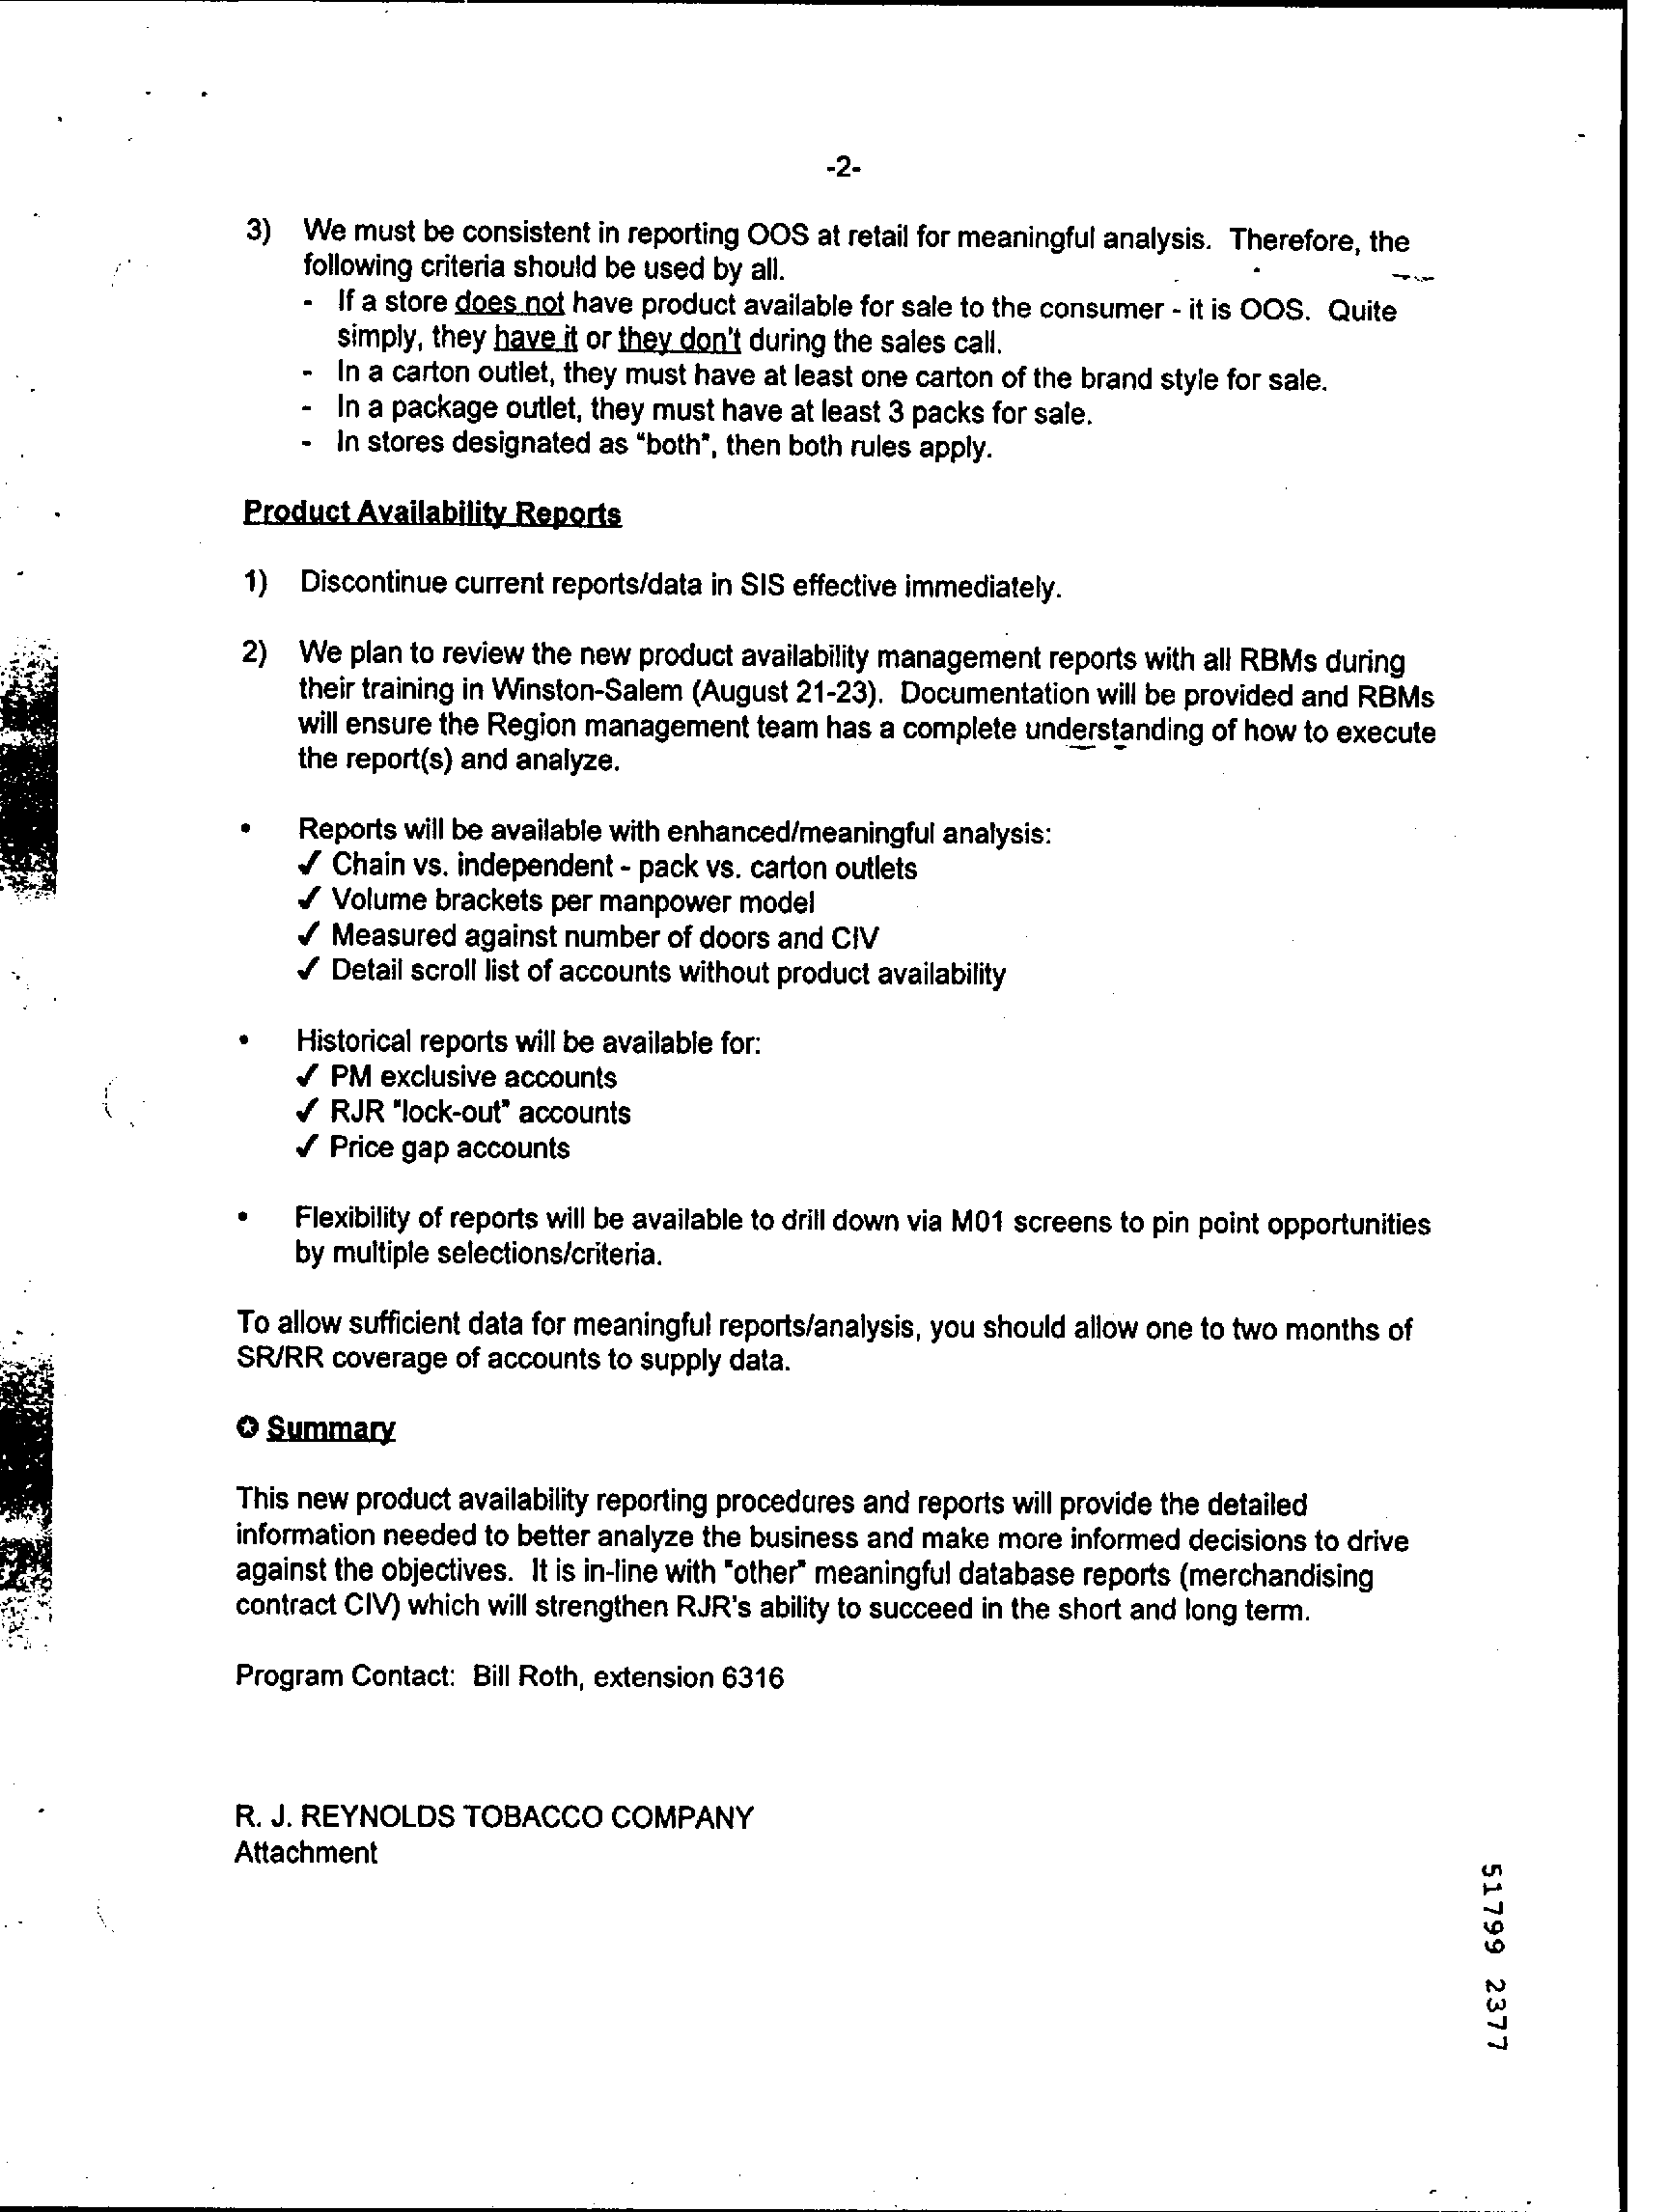 -2-
3) We must be consistent in reporting OOS at retail for meaningful analysis. Therefore, the
following criteria should be used by all.
- If a store does not have product available for sale to the consumer - it is OOS. Quite
simply, they have it or they don't during the sales call.
- In a carton outlet, they must have at least one carton of the brand style for sale.
- In a package outlet, they must have at least 3 packs for sale.
- In stores designated as "both", then both rules apply.
Product Availability Reports
1) Discontinue current reports/data in SIS effective immediately.
2) We plan to review the new product availability management reports with all RBMs during
their training in Winston-Salem (August 21-23). Documentation will be provided and RBMs
will ensure the Region management team has a complete understanding of how to execute
the report(s) and analyze.
• Reports will be available with enhanced/meaningful analysis:
✓ Chain vs. independent - pack vs. carton outlets
✓ Volume brackets per manpower model
✓ Measured against number of doors and CIV
✓ Detail scroll list of accounts without product availability
• Historical reports will be available for:
✓ PM exclusive accounts
✓ RJR "lock-out" accounts
✓ Price gap accounts
• Flexibility of reports will be available to drill down via M01 screens to pin point opportunities
by multiple selections/criteria.
To allow sufficient data for meaningful reports/analysis, you should allow one to two months of
SR/RR coverage of accounts to supply data.
✪ Summary
This new product availability reporting procedures and reports will provide the detailed
information needed to better analyze the business and make more informed decisions to drive
against the objectives. It is in-line with "other" meaningful database reports (merchandising
contract CIV) which will strengthen RJR's ability to succeed in the short and long term.
Program Contact: Bill Roth, extension 6316
R. J. REYNOLDS TOBACCO COMPANY
Attachment
51799 2377